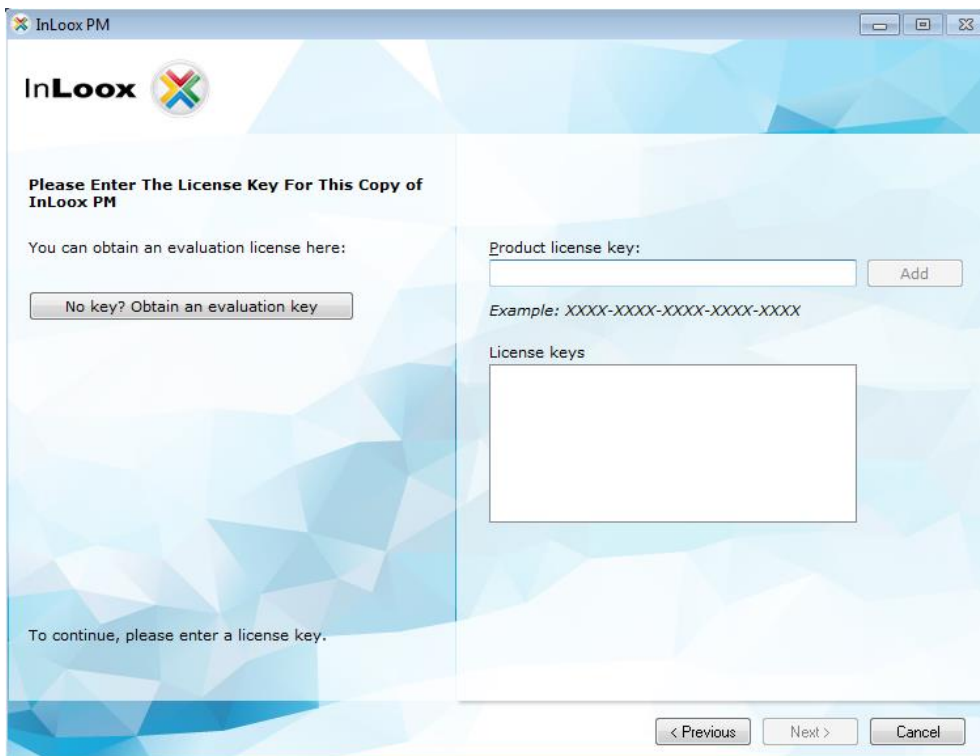 InLoox PM
InLoox
Please Enter The License Key For This Copy of
InLoox PM
You can obtain an evaluation license here:
No key? Obtain an evaluation key
To continue, please enter a license key.
Product license key:
Add
Example: XXXX-XXXX-XXXX-XXXX-XXXX
License keys
< Previous
Next >
Cancel